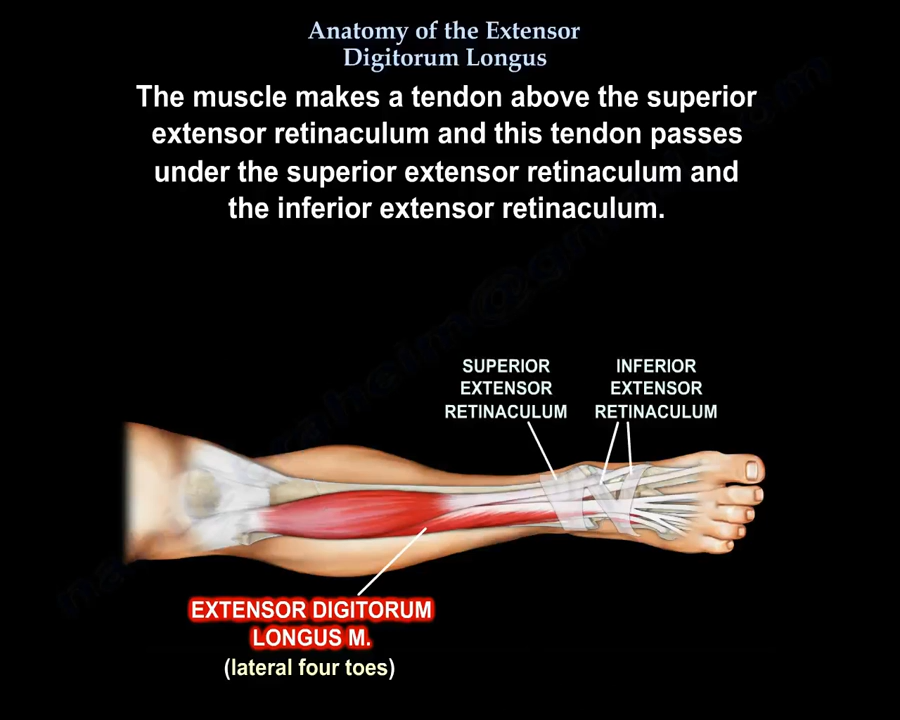 Anatomy of the Extensor
Digitorum Longus
The muscle makes a tendon above the superior
extensor retinaculum and this tendon passes
under the superior extensor retinaculum and
the inferior extensor retinaculum.
SUPERIOR
EXTENSOR
RETINACULUM
INFERIOR
EXTENSOR
RETINACULUM
EXTENSOR DIGITORUM
LONGUS M.
(lateral four toes)